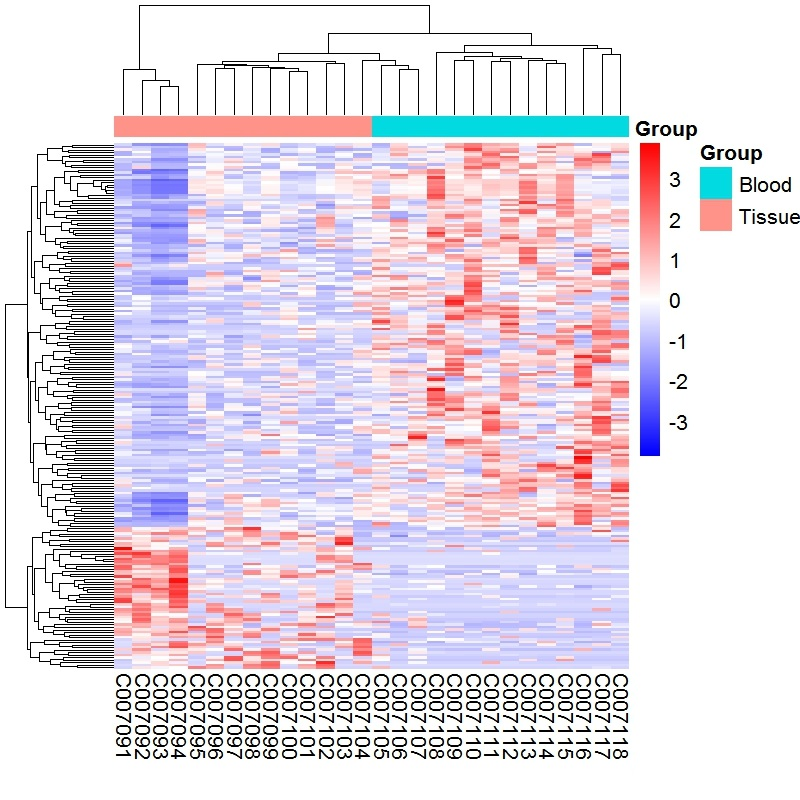 Group
3
2
1
0
-1
-2
-3
Group
Blood
Tissue
C007091
C007092
C007093
C007094
C007095
C007096
C007097
C007098
C007099
C007100
C007101
C007102
C007103
C007104
C007105
C007106
C007107
C007108
C007109
C007110
C007111
C007112
C007113
C007114
C007115
C007116
C007117
C007118